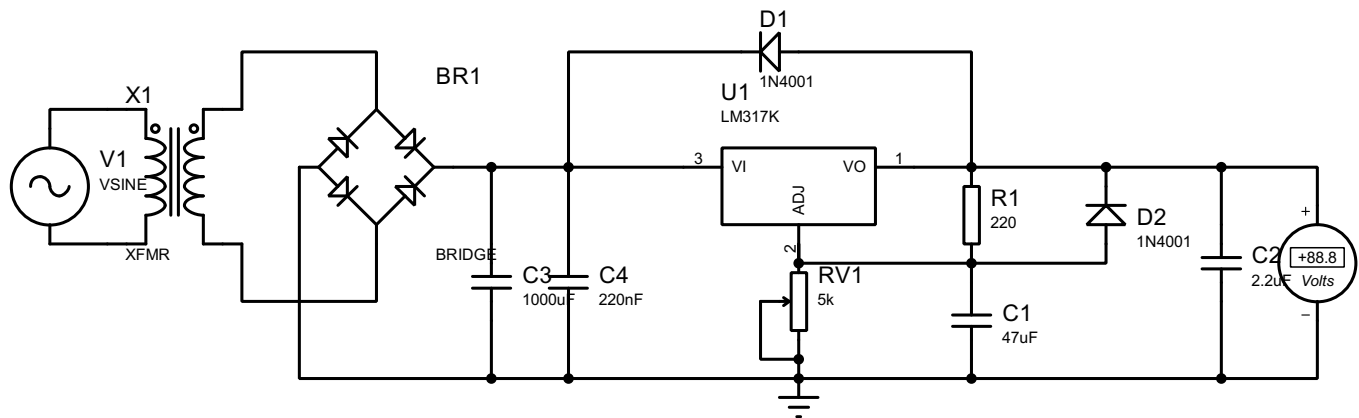 D1
1N4001
BR1
X1
U1
LM317K
V1
VSINE
3
VI
VO
1
ADJ
2
R1
220
D2
1N4001
XFMR
BRIDGE
C3
1000uF
C4
220nF
RV1
5k
C1
47uF
C2
2.2uF
+
+88.8
Volts
–